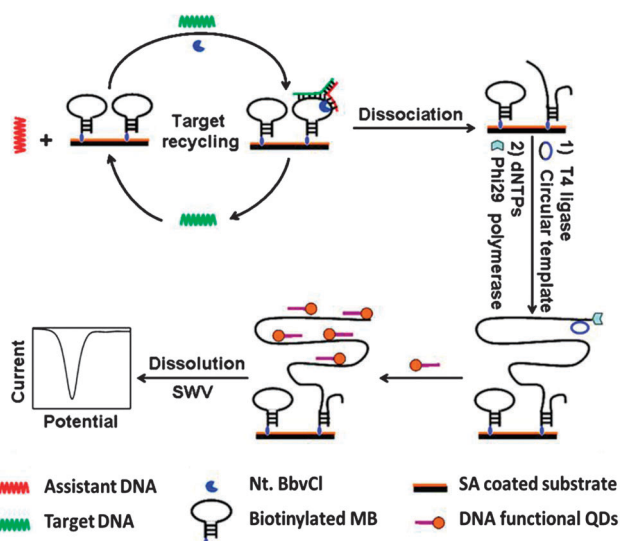 +
Target
recycling
Dissociation
1) T4 ligase
Circular template
2) dNTPs
Phi29 polymerase
Dissolution
SWV
Current
Potential
Assistant DNA
Nt. BbvCl
SA coated substrate
Target DNA
Biotinylated MB
DNA functional QDs